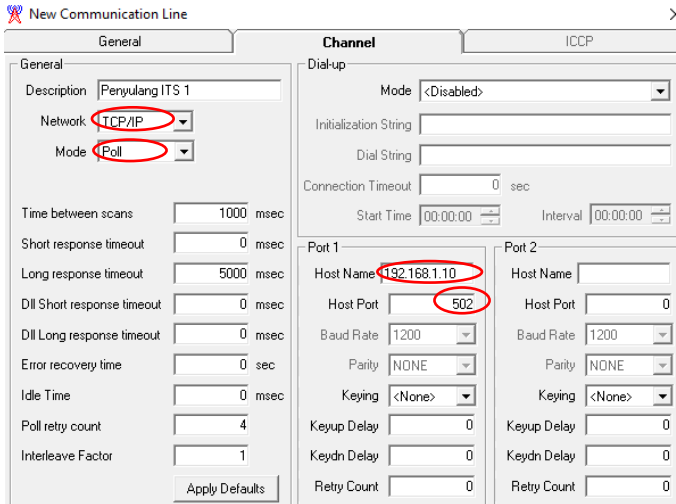 New Communication Line
General
Channel
ICCP
General
Description Penyulang ITS 1
Network TCP/IP
Mode Poll
Time between scans 1000 msec
Short response timeout 0 msec
Long response timeout 5000 msec
Dll Short response timeout 0 msec
Dll Long response timeout 0 msec
Error recovery time 0 sec
Idle Time 0 msec
Poll retry count 4
Interleave Factor 1
Apply Defaults
Dial-up
Mode <Disabled>
Initialization String
Dial String
Connection Timeout 0 sec
Start Time 00:00:00 Interval 00:00:00
Port 1
Host Name 192.168.1.10
Host Port 502
Baud Rate 1200
Parity NONE
Keying <None>
Keyup Delay 0
Keydn Delay 0
Retry Count 0
Port 2
Host Name
Host Port 0
Baud Rate 1200
Parity NONE
Keying <None>
Keyup Delay 0
Keydn Delay 0
Retry Count 0